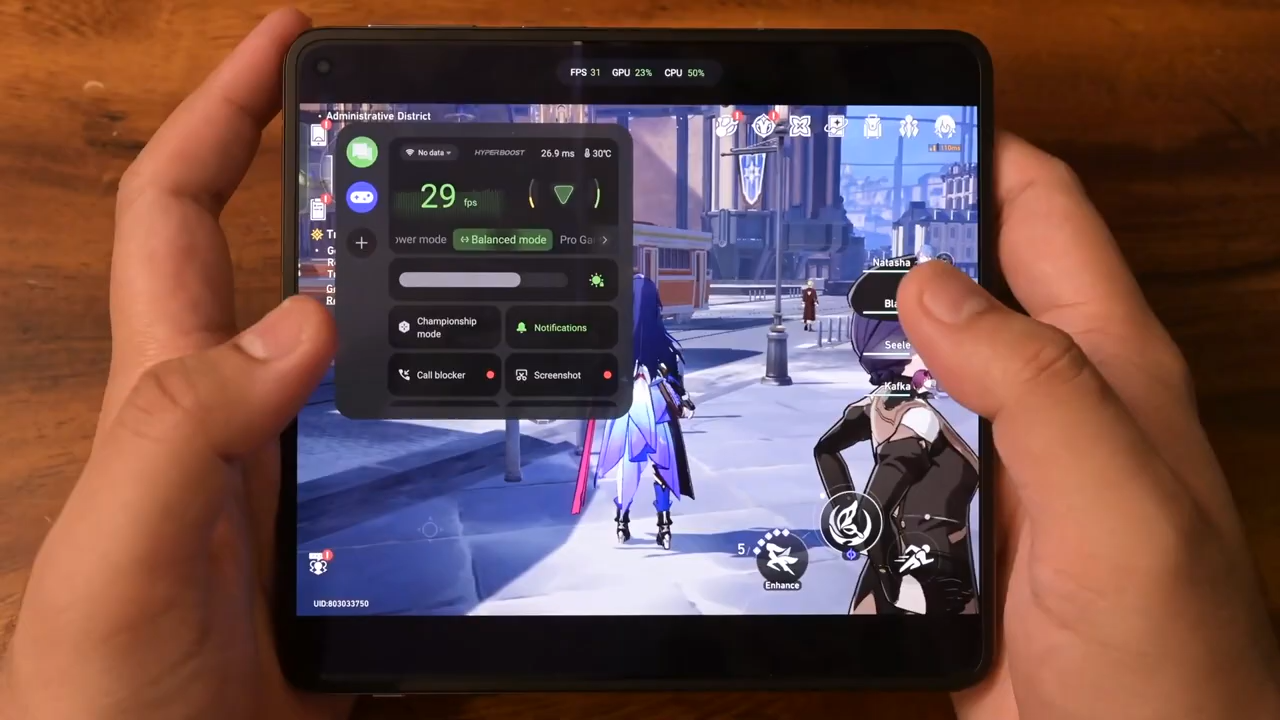 FPS 31 GPU 23% CPU 50%
Administrative District
No data
HYPERBOOST
26.9 ms
30°C
29 fps
ower mode
Balanced mode
Pro Ga
Championship
mode
Notifications
Call blocker
Screenshot
110ms
Natasha
Seele
Kafka
5
Enhance
UID:803033750